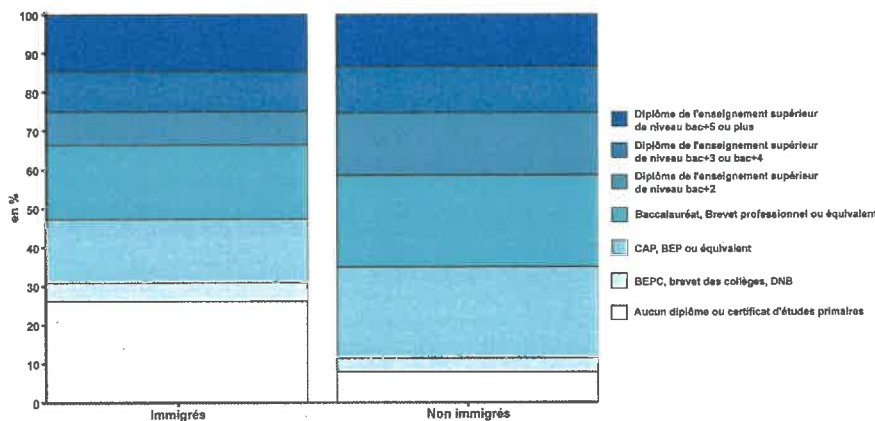 100
90
80
70
60
50
40
30
20
10
0
en %
Immigrés
Non immigrés
Diplôme de l'enseignement supérieur
de niveau bac+5 ou plus
Diplôme de l'enseignement supérieur
de niveau bac+3 ou bac+4
Diplôme de l'enseignement supérieur
de niveau bac+2
Baccalauréat, Brevet professionnel ou équivalent
CAP, BEP ou équivalent
BEPC, brevet des collèges, DNB
Aucun diplôme ou certificat d'études primaires